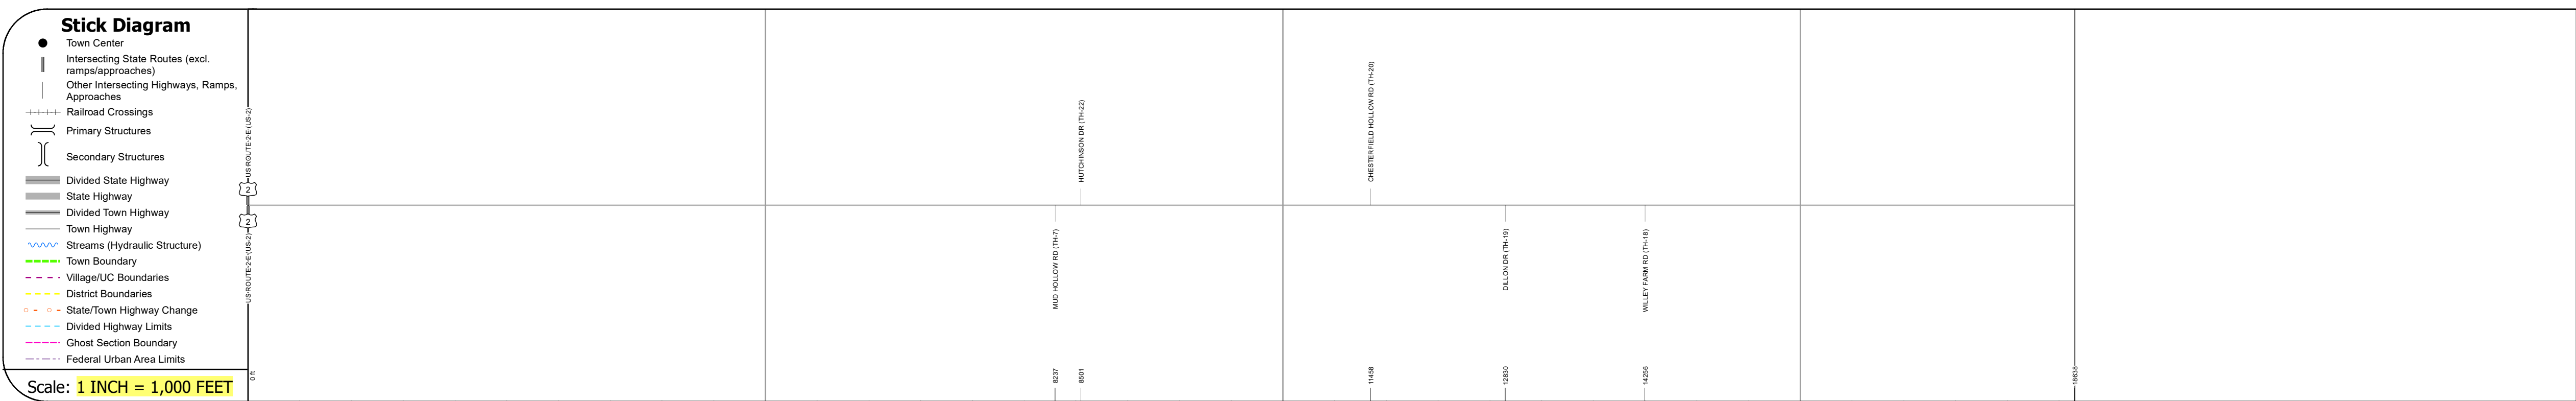 Stick Diagram
Town Center
Intersecting State Routes (excl.
ramps/approaches)
Other Intersecting Highways, Ramps,
Approaches
Railroad Crossings
Primary Structures
Secondary Structures
Divided State Highway
State Highway
Divided Town Highway
Town Highway
Streams (Hydraulic Structure)
Town Boundary
Village/UC Boundaries
District Boundaries
State/Town Highway Change
Divided Highway Limits
Ghost Section Boundary
Federal Urban Area Limits
Scale: 1 INCH = 1,000 FEET
US ROUTE-2-E-(US-2)
2
2
US-ROUTE-2-E-(US-2)
0 ft
MUD HOLLOW RD (TH-7)
8237
HUTCHINSON DR (TH-22)
8501
CHESTERFIELD HOLLOW RD (TH-20)
11458
DILLON DR (TH-19)
12830
WILLEY FARM RD (TH-18)
14256
18638